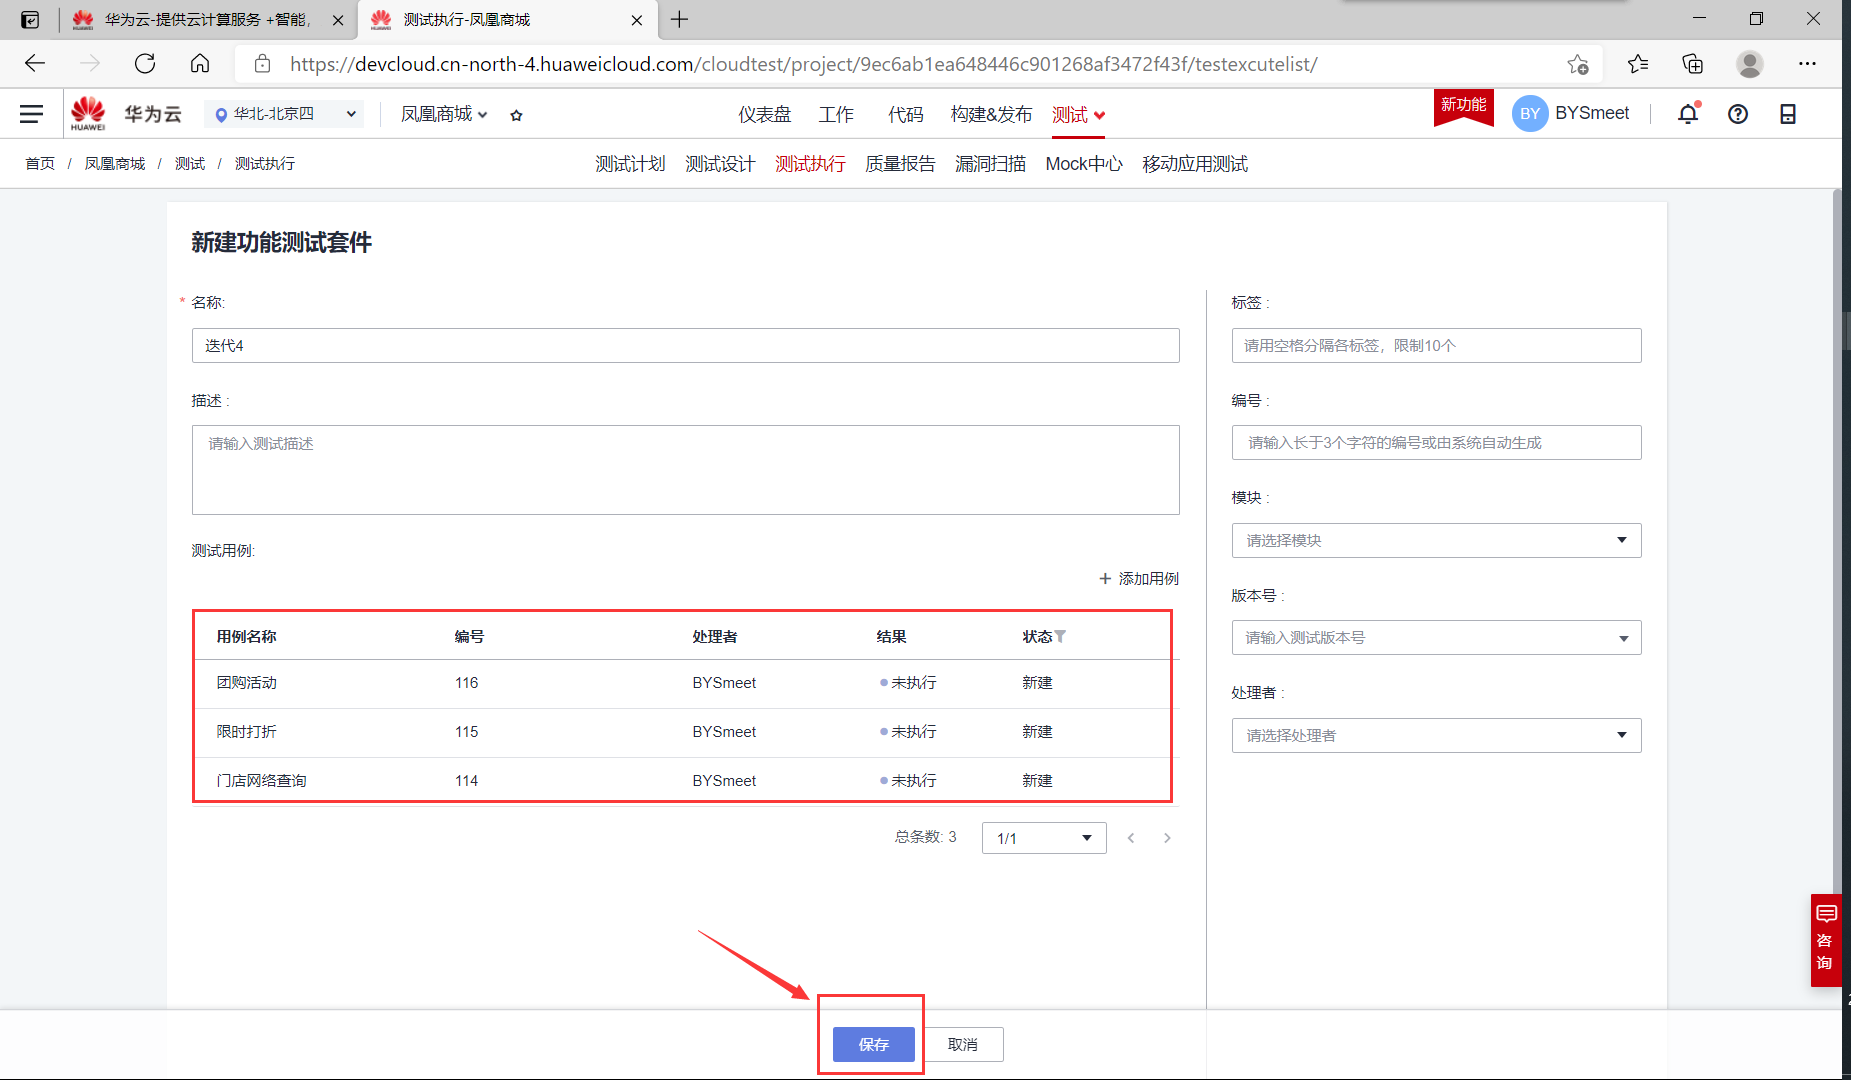 华为云-提供云计算服务 +智能,
测试执行-凤凰商城
https://devcloud.cn-north-4.huaweicloud.com/cloudtest/project/9ec6ab1ea648446c901268af3472f43f/testexcutelist/
HUAWEI 华为云 华北-北京四 凤凰商城 仪表盘 工作 代码 构建&发布 测试 新功能 BY BYSmeet
首页 / 凤凰商城 / 测试 / 测试执行 测试计划 测试设计 测试执行 质量报告 漏洞扫描 Mock中心 移动应用测试
新建功能测试套件
* 名称:
迭代4
描述 :
请输入测试描述
测试用例:
+ 添加用例
用例名称 编号 处理者 结果 状态
团购活动 116 BYSmeet 未执行 新建
限时打折 115 BYSmeet 未执行 新建
门店网络查询 114 BYSmeet 未执行 新建
总条数: 3 1/1
标签 :
请用空格分隔各标签，限制10个
编号 :
请输入长于3个字符的编号或由系统自动生成
模块 :
请选择模块
版本号 :
请输入测试版本号
处理者 :
请选择处理者
咨
询
保存 取消